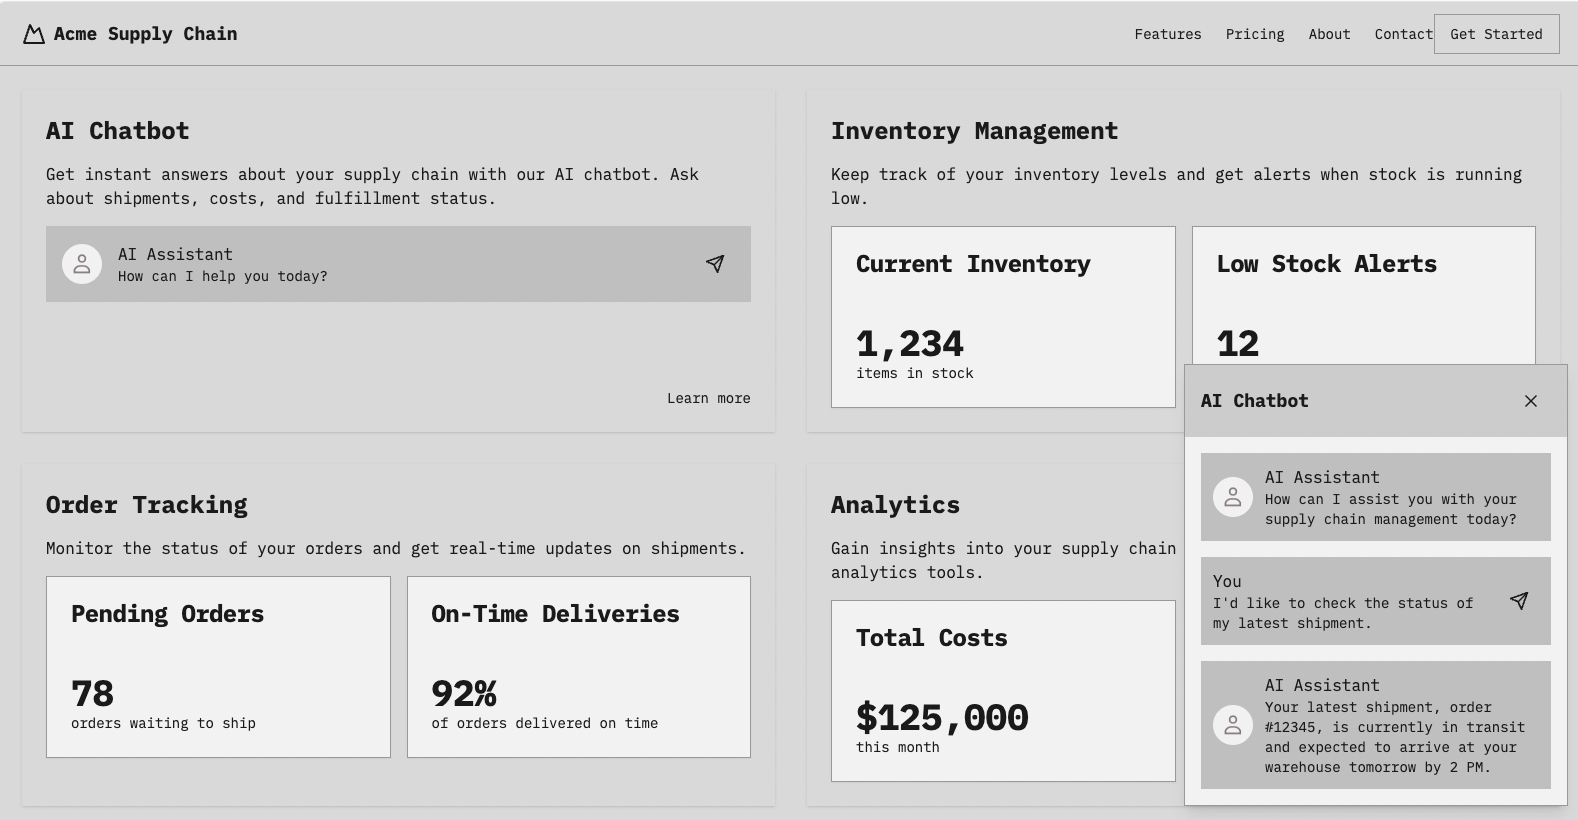 Acme Supply Chain
Features
Pricing
About
Contact
Get Started
AI Chatbot
Get instant answers about your supply chain with our AI chatbot. Ask
about shipments, costs, and fulfillment status.
AI Assistant
How can I help you today?
Learn more
Inventory Management
Keep track of your inventory levels and get alerts when stock is running
low.
Current Inventory
1,234
items in stock
Low Stock Alerts
12
Order Tracking
Monitor the status of your orders and get real-time updates on shipments.
Pending Orders
78
orders waiting to ship
On-Time Deliveries
92%
of orders delivered on time
Analytics
Gain insights into your supply chain
analytics tools.
Total Costs
$125,000
this month
AI Chatbot
AI Assistant
How can I assist you with your
supply chain management today?
You
I'd like to check the status of
my latest shipment.
AI Assistant
Your latest shipment, order
#12345, is currently in transit
and expected to arrive at your
warehouse tomorrow by 2 PM.